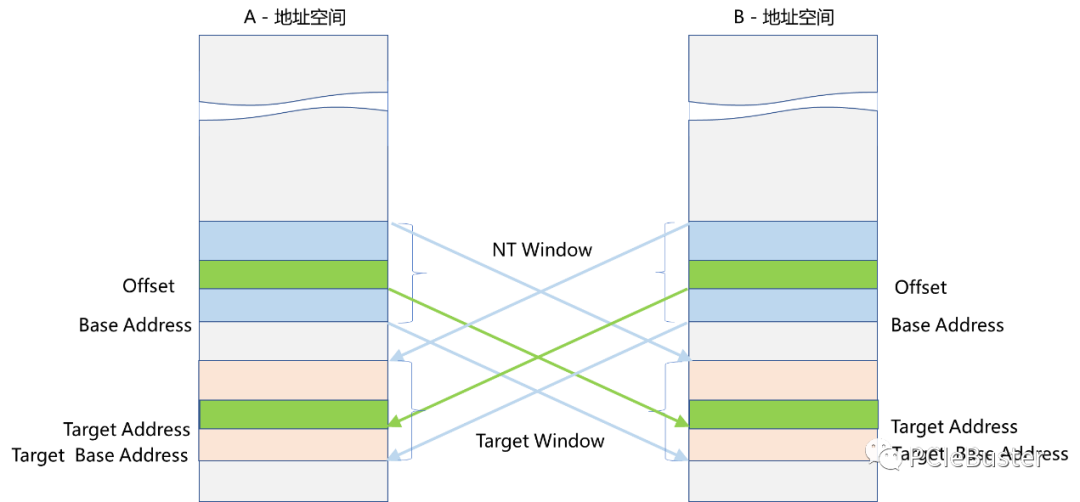 A - 地址空间
B - 地址空间
NT Window
Offset
Offset
Base Address
Base Address
Target Address
Target Window
Target Address
Target Base Address
Target Base Address
PCIeBuster